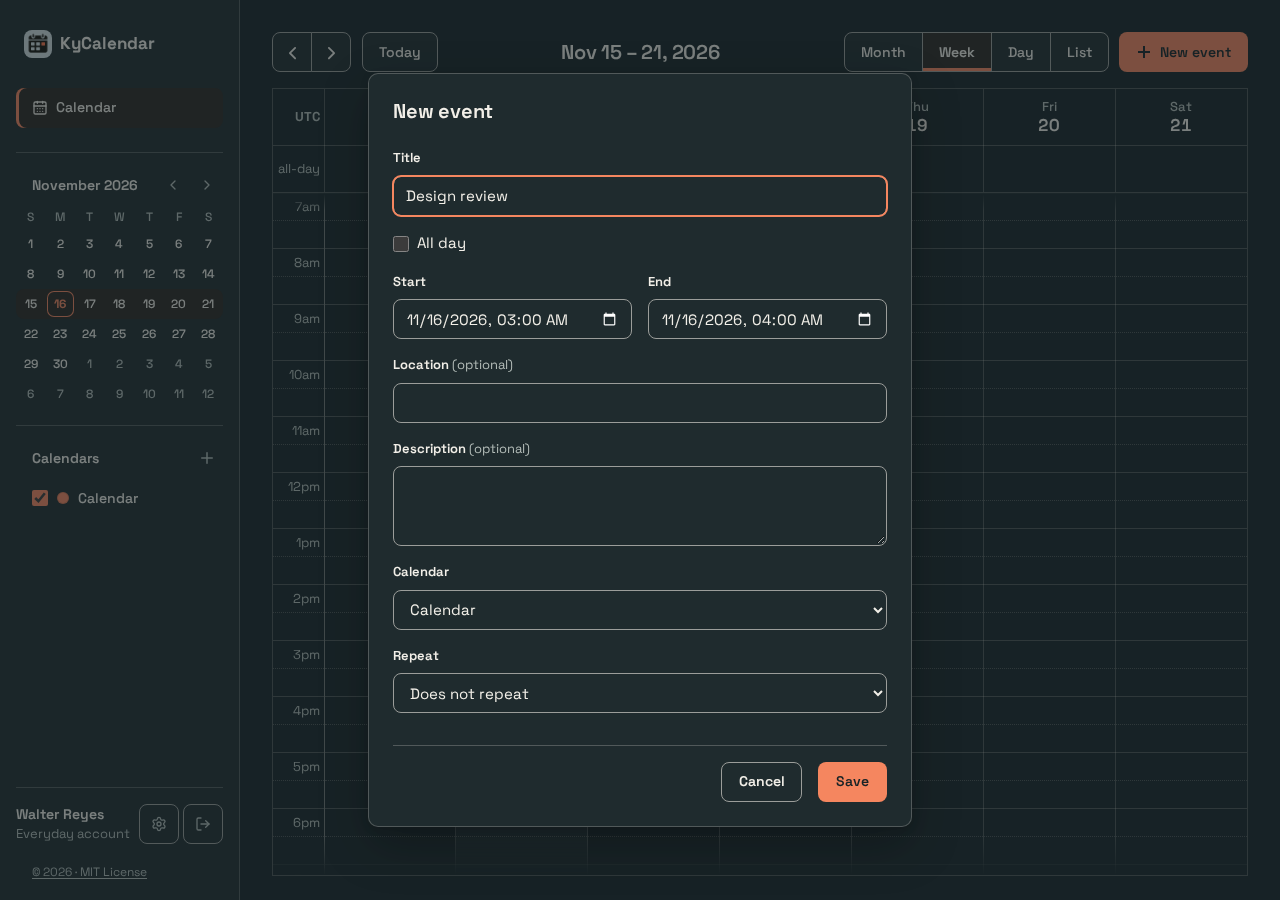 KyCalendar
Calendar
November 2026
S M T W T F S
1 2 3 4 5 6 7
8 9 10 11 12 13 14
15 16 17 18 19 20 21
22 23 24 25 26 27 28
29 30 1 2 3 4 5
6 7 8 9 10 11 12
Calendars
Calendar
Walter Reyes
Everyday account
© 2026 · MIT License
Today
Nov 15 – 21, 2026
Month Week Day List
New event
UTC
Fri
20
Sat
21
19
all-day
7am
8am
9am
10am
11am
12pm
1pm
2pm
3pm
4pm
5pm
6pm
New event
Title
Design review
All day
Start End
11/16/2026, 03:00 AM 11/16/2026, 04:00 AM
Location (optional)
Description (optional)
Calendar
Calendar
Repeat
Does not repeat
Cancel Save